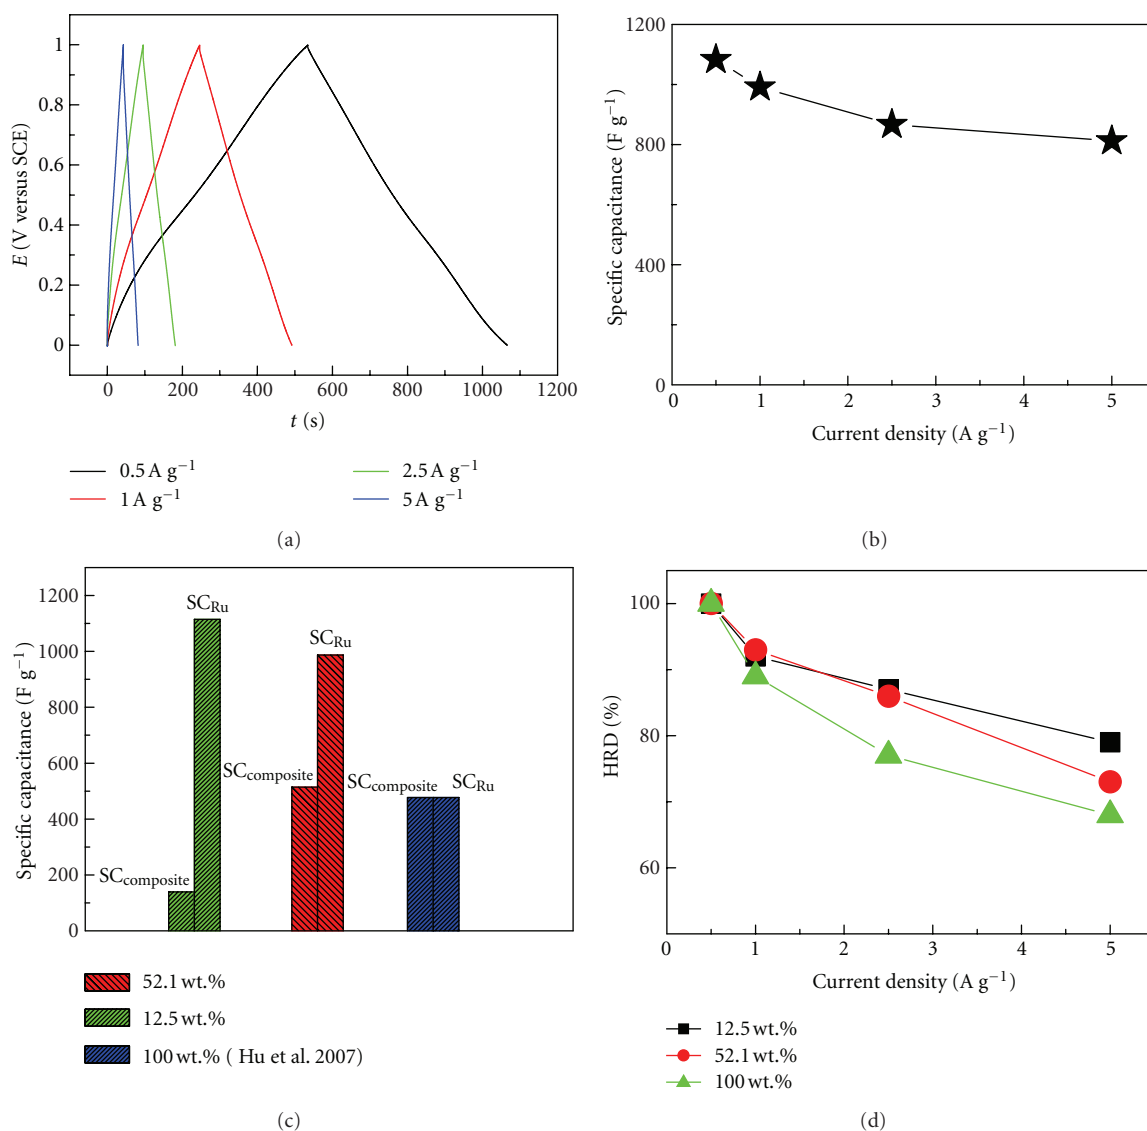 1
0.8
0.6
0.4
0.2
0
E (V versus SCE)
0 200 400 600 800 1000 1200
t (s)
0.5 A g−1
1 A g−1
2.5 A g−1
5 A g−1
(a)
1200
800
400
0
Specific capacitance (F g−1)
0 1 2 3 4 5
Current density (A g−1)
(b)
1200
1000
800
600
400
200
0
Specific capacitance (F g−1)
SCRu
SCRu
SCcomposite SCcomposite SCRu
SCcomposite
52.1 wt.%
12.5 wt.%
100 wt.% ( Hu et al. 2007)
(c)
100
80
60
HRD (%)
0 1 2 3 4 5
Current density (A g−1)
12.5 wt.%
52.1 wt.%
100 wt.%
(d)